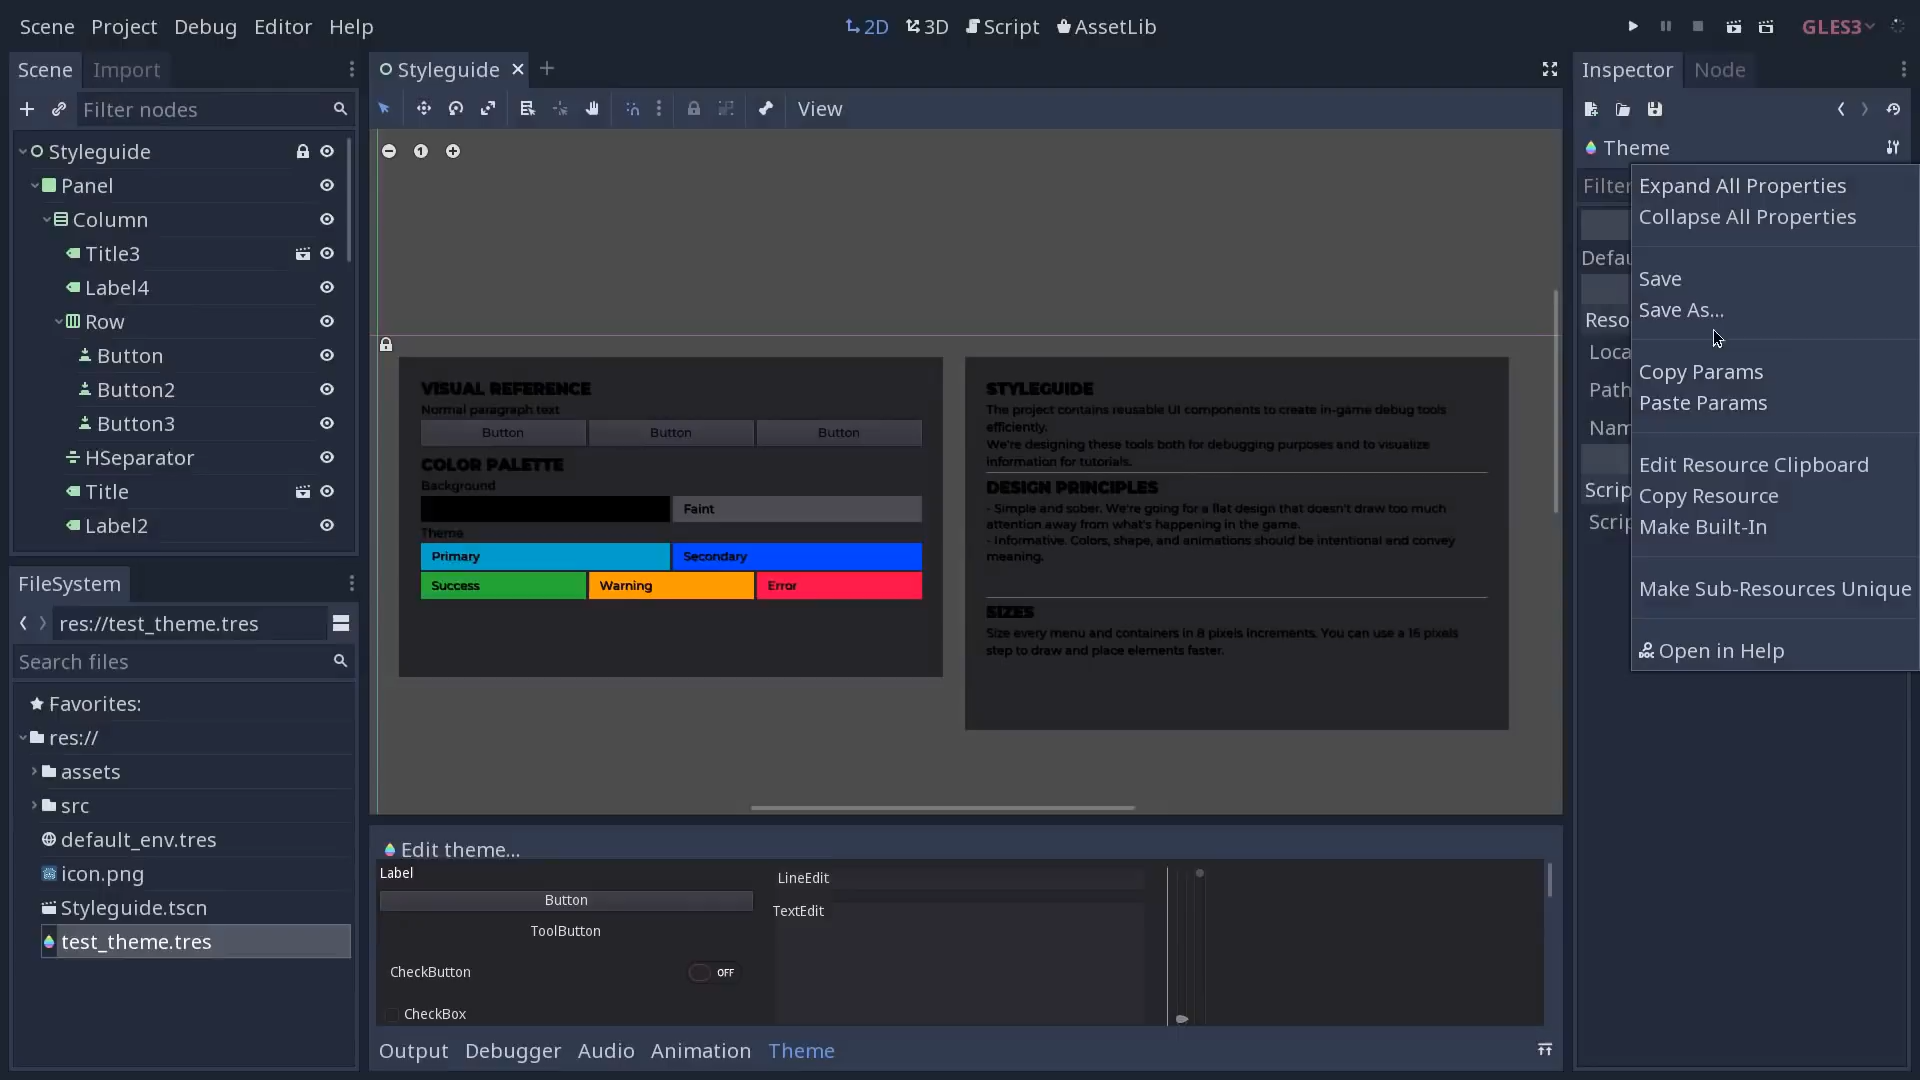 Scene Project Debug Editor Help
2D 3D Script AssetLib
GLES3
Scene Import
Filter nodes
Styleguide
Panel
Column
Title3
Label4
Row
Button
Button2
Button3
HSeparator
Title
Label2
FileSystem
res://test_theme.tres
Search files
Favorites:
res://
assets
src
default_env.tres
icon.png
Styleguide.tscn
test_theme.tres
Styleguide
View
1
VISUAL REFERENCE
Normal paragraph text
Button Button Button
COLOR PALETTE
Background
Faint
Theme
Primary Secondary
Success Warning Error
STYLEGUIDE
The project contains reusable UI components to create in-game debug tools
efficiently.
We're designing these tools both for debugging purposes and to visualize
information for tutorials.
DESIGN PRINCIPLES
- Simple and sober. We're going for a flat design that doesn't draw too much
attention away from what's happening in the game.
- Informative. Colors, shape, and animations should be intentional and convey
meaning.
SIZES
Size every menu and containers in 8 pixels increments. You can use a 16 pixels
step to draw and place elements faster.
Edit theme...
Label
Button
ToolButton
CheckButton
OFF
CheckBox
LineEdit
TextEdit
Output Debugger Audio Animation Theme
Inspector Node
Theme
Filter
Defau
Reso
Loca
Path
Nam
Scrip
Scrip
Expand All Properties
Collapse All Properties
Save
Save As...
Copy Params
Paste Params
Edit Resource Clipboard
Copy Resource
Make Built-In
Make Sub-Resources Unique
Open in Help